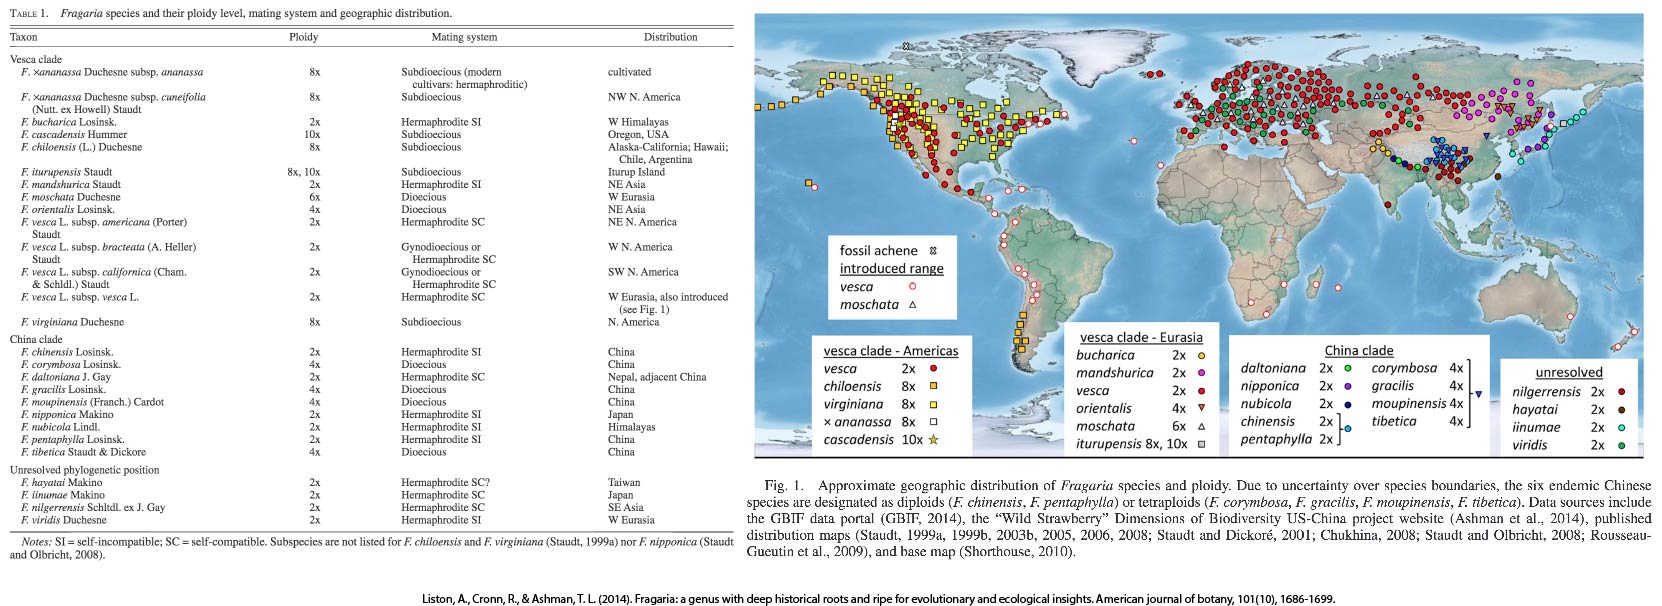 TABLE 1. Fragaria species and their ploidy level, mating system and geographic distribution.
Taxon Ploidy Mating system Distribution
Vesca clade
F. ×ananassa Duchesne subsp. ananassa 8x Subdioecious (modern cultivated
cultivars: hermaphroditic)
F. ×ananassa Duchesne subsp. cuneifolia 8x Subdioecious NW N. America
(Nutt. ex Howell) Staudt
F. bucharica Losinsk. 2x Hermaphrodite SI W Himalayas
F. cascadensis Hummer 10x Subdioecious Oregon, USA
F. chiloensis (L.) Duchesne 8x Subdioecious Alaska-California; Hawaii;
Chile, Argentina
F. iturupensis Staudt 8x, 10x Subdioecious Iturup Island
F. mandshurica Staudt 2x Hermaphrodite SI NE Asia
F. moschata Duchesne 6x Dioecious W Eurasia
F. orientalis Losinsk. 4x Dioecious NE Asia
F. vesca L. subsp. americana (Porter) 2x Hermaphrodite SC NE N. America
Staudt
F. vesca L. subsp. bracteata (A. Heller) 2x Gynodioecious or W N. America
Staudt Hermaphrodite SC
F. vesca L. subsp. californica (Cham. 2x Gynodioecious or SW N. America
& Schldl.) Staudt Hermaphrodite SC
F. vesca L. subsp. vesca L. 2x Hermaphrodite SC W Eurasia, also introduced
(see Fig. 1)
F. virginiana Duchesne 8x Subdioecious N. America
China clade
F. chinensis Losinsk. 2x Hermaphrodite SI China
F. corymbosa Losinsk. 4x Dioecious China
F. daltoniana J. Gay 2x Hermaphrodite SC Nepal, adjacent China
F. gracilis Losinsk. 4x Dioecious China
F. moupinensis (Franch.) Cardot 4x Dioecious China
F. nipponica Makino 2x Hermaphrodite SI Japan
F. nubicola Lindl. 2x Hermaphrodite SI Himalayas
F. pentaphylla Losinsk. 2x Hermaphrodite SI China
F. tibetica Staudt & Dickore 4x Dioecious China
Unresolved phylogenetic position
F. hayatai Makino 2x Hermaphrodite SC? Taiwan
F. iinumae Makino 2x Hermaphrodite SC Japan
F. nilgerrensis Schltdl. ex J. Gay 2x Hermaphrodite SC SE Asia
F. viridis Duchesne 2x Hermaphrodite SI W Eurasia
Notes: SI = self-incompatible; SC = self-compatible. Subspecies are not listed for F. chiloensis and F. virginiana (Staudt, 1999a) nor F. nipponica (Staudt
and Olbricht, 2008).
fossil achene
introduced range
vesca
moschata
vesca clade - Americas
vesca 2x
chiloensis 8x
virginiana 8x
× ananassa 8x
cascadensis 10x
vesca clade - Eurasia
bucharica 2x
mandshurica 2x
vesca 2x
orientalis 4x
moschata 6x
iturupensis 8x, 10x
China clade
daltoniana 2x corymbosa 4x
nipponica 2x gracilis 4x
nubicola 2x moupinensis 4x
chinensis 2x tibetica 4x
pentaphylla 2x
unresolved
nilgerrensis 2x
hayatai 2x
iinumae 2x
viridis 2x
Fig. 1. Approximate geographic distribution of Fragaria species and ploidy. Due to uncertainty over species boundaries, the six endemic Chinese
species are designated as diploids (F. chinensis, F. pentaphylla) or tetraploids (F. corymbosa, F. gracilis, F. moupinensis, F. tibetica). Data sources include
the GBIF data portal (GBIF, 2014), the “Wild Strawberry” Dimensions of Biodiversity US-China project website (Ashman et al., 2014), published
distribution maps (Staudt, 1999a, 1999b, 2003b, 2005, 2006, 2008; Staudt and Dickoré, 2001; Chukhina, 2008; Staudt and Olbricht, 2008; Rousseau-
Gueutin et al., 2009), and base map (Shorthouse, 2010).
Liston, A., Cronn, R., & Ashman, T. L. (2014). Fragaria: a genus with deep historical roots and ripe for evolutionary and ecological insights. American journal of botany, 101(10), 1686-1699.